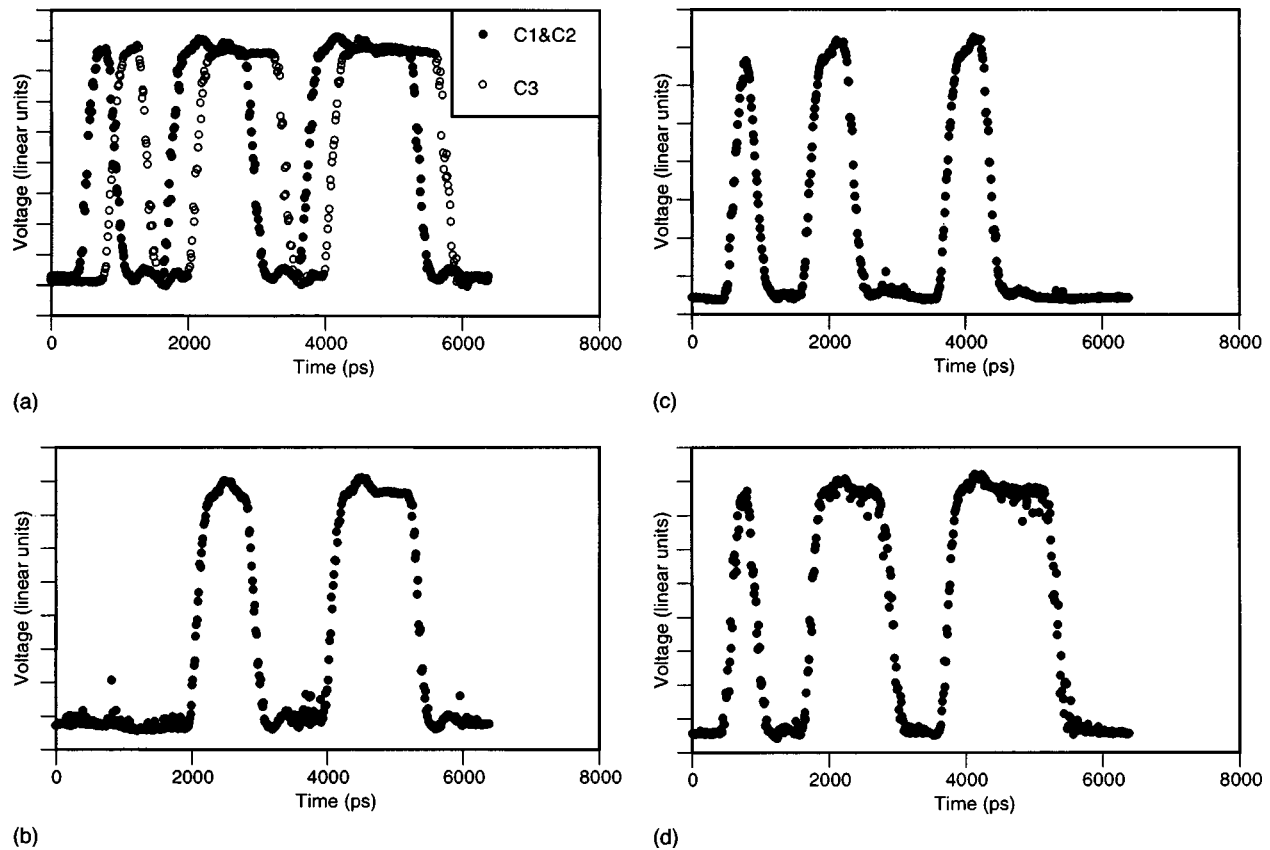 C1&C2
C3
Voltage (linear units)
0 2000 4000 6000 8000
Time (ps)
(a)
Voltage (linear units)
0 2000 4000 6000 8000
Time (ps)
(c)
Voltage (linear units)
0 2000 4000 6000 8000
Time (ps)
(b)
Voltage (linear units)
0 2000 4000 6000 8000
Time (ps)
(d)